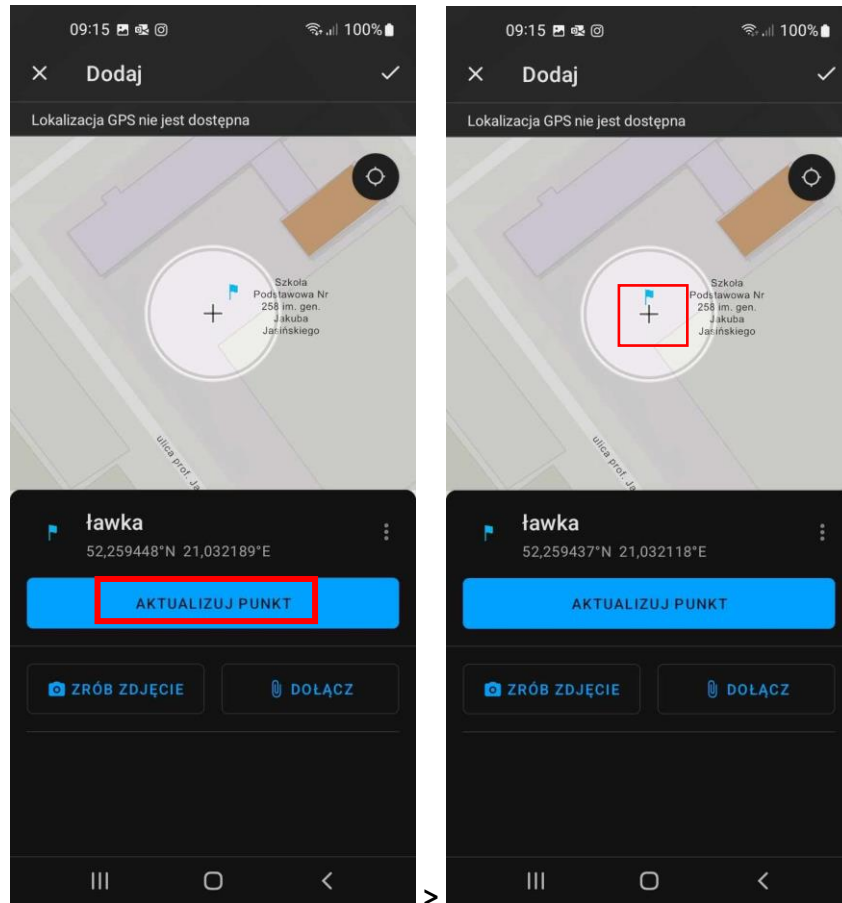 09:15 100%
Dodaj
Lokalizacja GPS nie jest dostępna
Szkoła
Podstawowa Nr
258 im. gen.
Jakuba
Jasińskiego
ulica prof. Ja
ławka
52,259448°N 21,032189°E
AKTUALIZUJ PUNKT
ZRÓB ZDJĘCIE DOŁĄCZ
>
09:15 100%
Dodaj
Lokalizacja GPS nie jest dostępna
Szkoła
Podstawowa Nr
258 im. gen.
Jakuba
Jasińskiego
ulica prof. Ja
ławka
52,259437°N 21,032118°E
AKTUALIZUJ PUNKT
ZRÓB ZDJĘCIE DOŁĄCZ